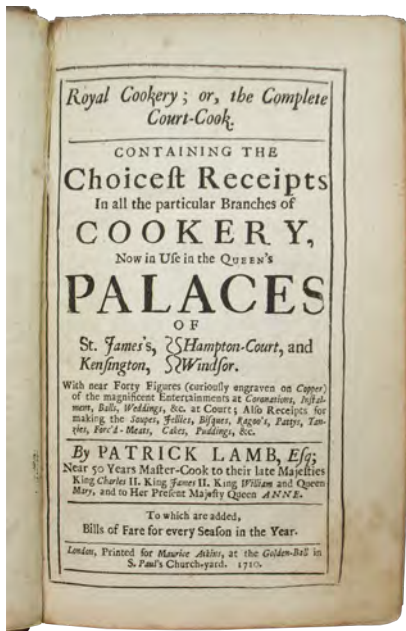 Royal Cookery; or, the Complete
Court-Cook.
CONTAINING THE
Choiceſt Receipts
In all the particular Branches of
COOKERY,
Now in Uſe in the QUEEN's
PALACES
OF
St. James's, Hampton-Court, and
Kenſington, Windſor.
With near Forty Figures (curiouſly engraven on Copper)
of the magnificent Entertainments at Coronations, Inſtal-
ment, Balls, Weddings, &c. at Court; Alſo Receipts for
making the Soupes, Jellies, Biſques, Ragoo's, Pattys, Tan-
zies, Forc'd-Meats, Cakes, Puddings, &c.
By PATRICK LAMB, Eſq;
Near 50 Years Maſter-Cook to their late Majeſties
King Charles II. King James II. King William and Queen
Mary, and to Her Preſent Majeſty Queen ANNE.
To which are added,
Bills of Fare for every Seaſon in the Year.
London, Printed for Maurice Atkins, at the Golden-Ball in
S. Paul's Church-yard. 1710.